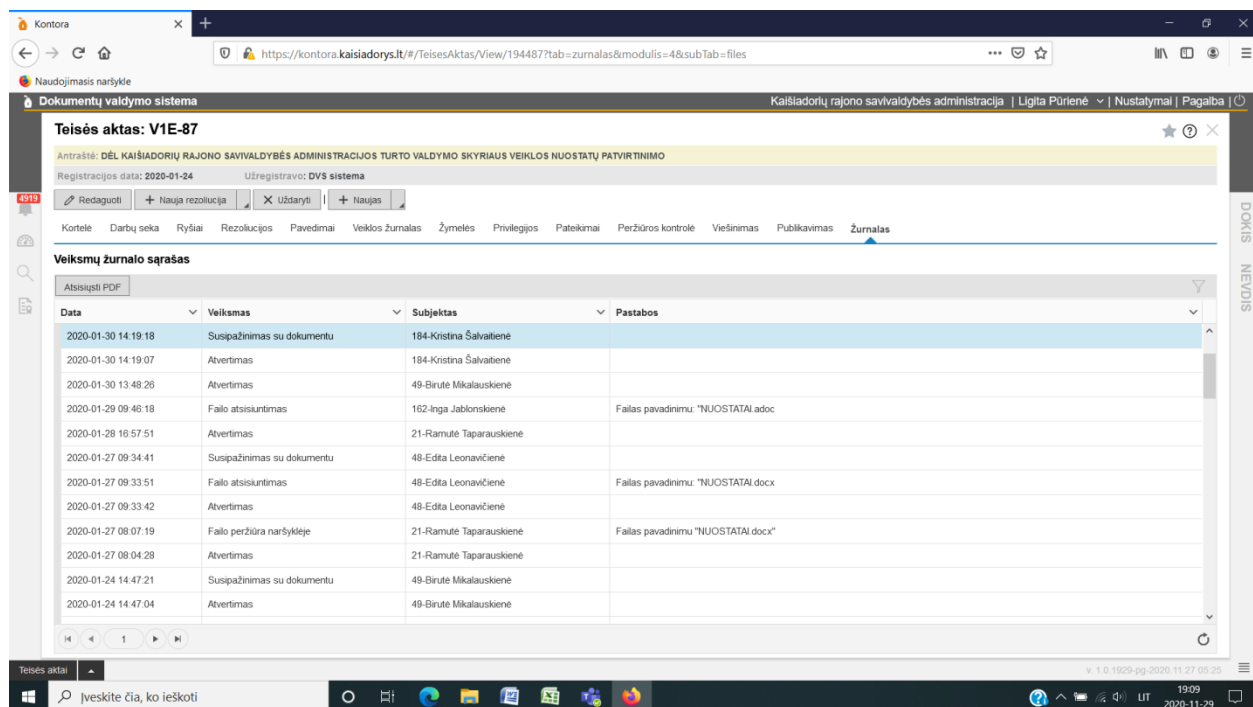 Kontora
https://kontora.kaisiadorys.lt/#/TeisesAktas/View/194487?tab=zurnalas&modulis=4&subTab=files
Naudojimasis naršykle
Dokumentų valdymo sistema Kaišiadorių rajono savivaldybės administracija | Ligita Pūrienė | Nustatymai | Pagalba |
Teisės aktas: V1E-87
Antraštė: DĖL KAIŠIADORIŲ RAJONO SAVIVALDYBĖS ADMINISTRACIJOS TURTO VALDYMO SKYRIAUS VEIKLOS NUOSTATŲ PATVIRTINIMO
Registracijos data: 2020-01-24 Užregistravo: DVS sistema
4919
Redaguoti + Nauja rezoliucija X Uždaryti | + Naujas
Kortelė Darbų seka Ryšiai Rezoliucijos Pavedimai Veiklos žurnalas Žymelės Privilegijos Pateikimai Peržiūros kontrolė Viešinimas Publikavimas Žurnalas
DOKIS
NEVDIS
Veiksmų žurnalo sąrašas
Atsisiųsti PDF
Data Veiksmas Subjektas Pastabos
2020-01-30 14:19:18 Susipažinimas su dokumentu 184-Kristina Šalvaitienė
2020-01-30 14:19:07 Atvertimas 184-Kristina Šalvaitienė
2020-01-30 13:48:26 Atvertimas 49-Birutė Mikalauskienė
2020-01-29 09:46:18 Failo atsisiuntimas 162-Inga Jablonskienė Failas pavadinimu: "NUOSTATAI.adoc
2020-01-28 16:57:51 Atvertimas 21-Ramutė Taparauskienė
2020-01-27 09:34:41 Susipažinimas su dokumentu 48-Edita Leonavičienė
2020-01-27 09:33:51 Failo atsisiuntimas 48-Edita Leonavičienė Failas pavadinimu: "NUOSTATAI.docx
2020-01-27 09:33:42 Atvertimas 48-Edita Leonavičienė
2020-01-27 08:07:19 Failo peržiūra naršyklėje 21-Ramutė Taparauskienė Failas pavadinimu "NUOSTATAI.docx"
2020-01-27 08:04:28 Atvertimas 21-Ramutė Taparauskienė
2020-01-24 14:47:21 Susipažinimas su dokumentu 49-Birutė Mikalauskienė
2020-01-24 14:47:04 Atvertimas 49-Birutė Mikalauskienė
1
Teisės aktai v. 1.0.1929-pg-2020.11.27 05:25
Įveskite čia, ko ieškoti LIT 19:09
2020-11-29